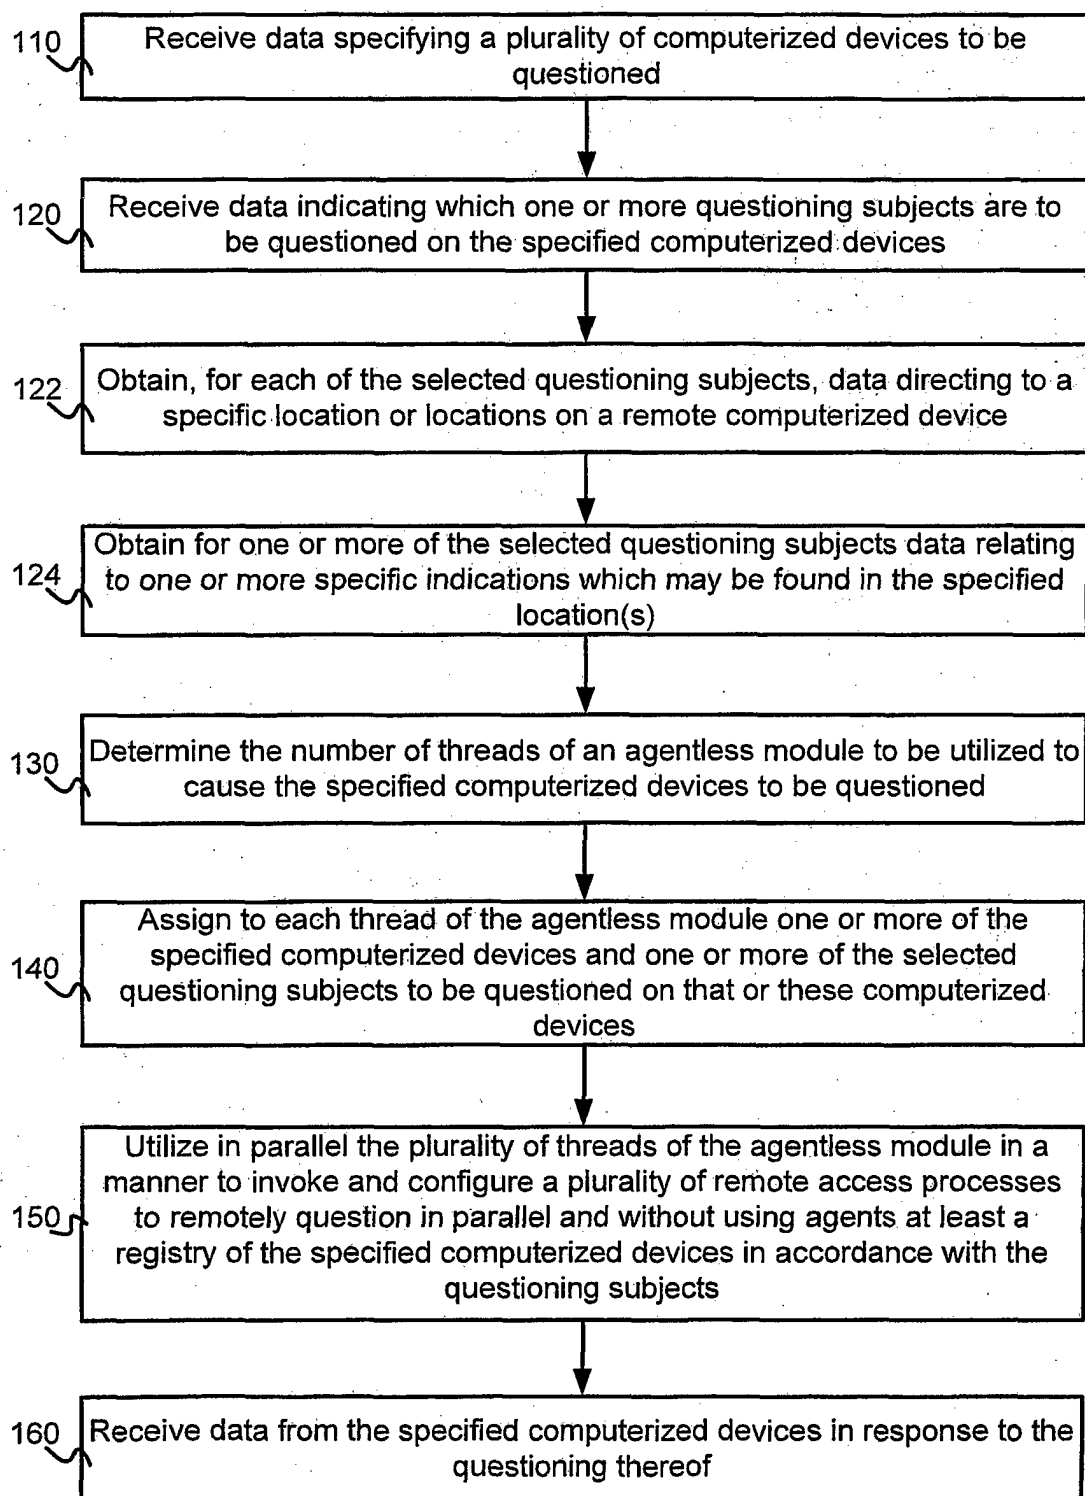 110
Receive data specifying a plurality of computerized devices to be
questioned
120
Receive data indicating which one or more questioning subjects are to
be questioned on the specified computerized devices
122
Obtain, for each of the selected questioning subjects, data directing to a
specific location or locations on a remote computerized device
124
Obtain for one or more of the selected questioning subjects data relating
to one or more specific indications which may be found in the specified
location(s)
130
Determine the number of threads of an agentless module to be utilized to
cause the specified computerized devices to be questioned
140
Assign to each thread of the agentless module one or more of the
specified computerized devices and one or more of the selected
questioning subjects to be questioned on that or these computerized
devices
150
Utilize in parallel the plurality of threads of the agentless module in a
manner to invoke and configure a plurality of remote access processes
to remotely question in parallel and without using agents at least a
registry of the specified computerized devices in accordance with the
questioning subjects
160
Receive data from the specified computerized devices in response to the
questioning thereof